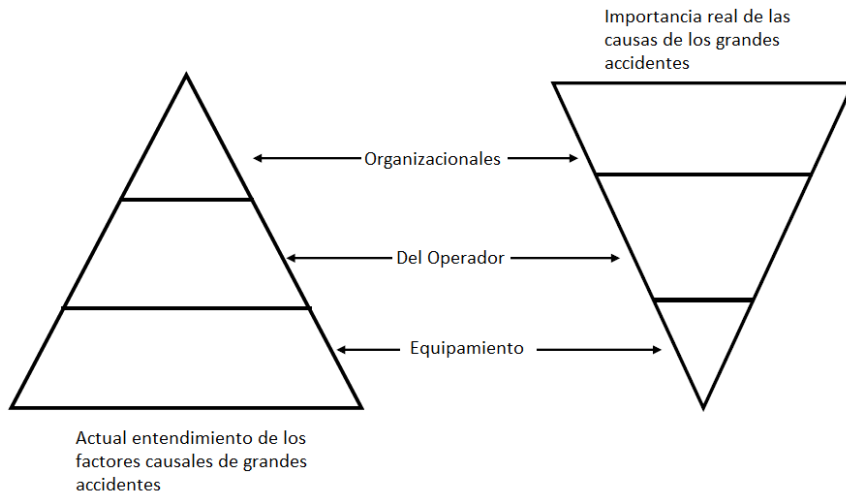 Importancia real de las
causas de los grandes
accidentes
Organizacionales
Del Operador
Equipamiento
Actual entendimiento de los
factores causales de grandes
accidentes